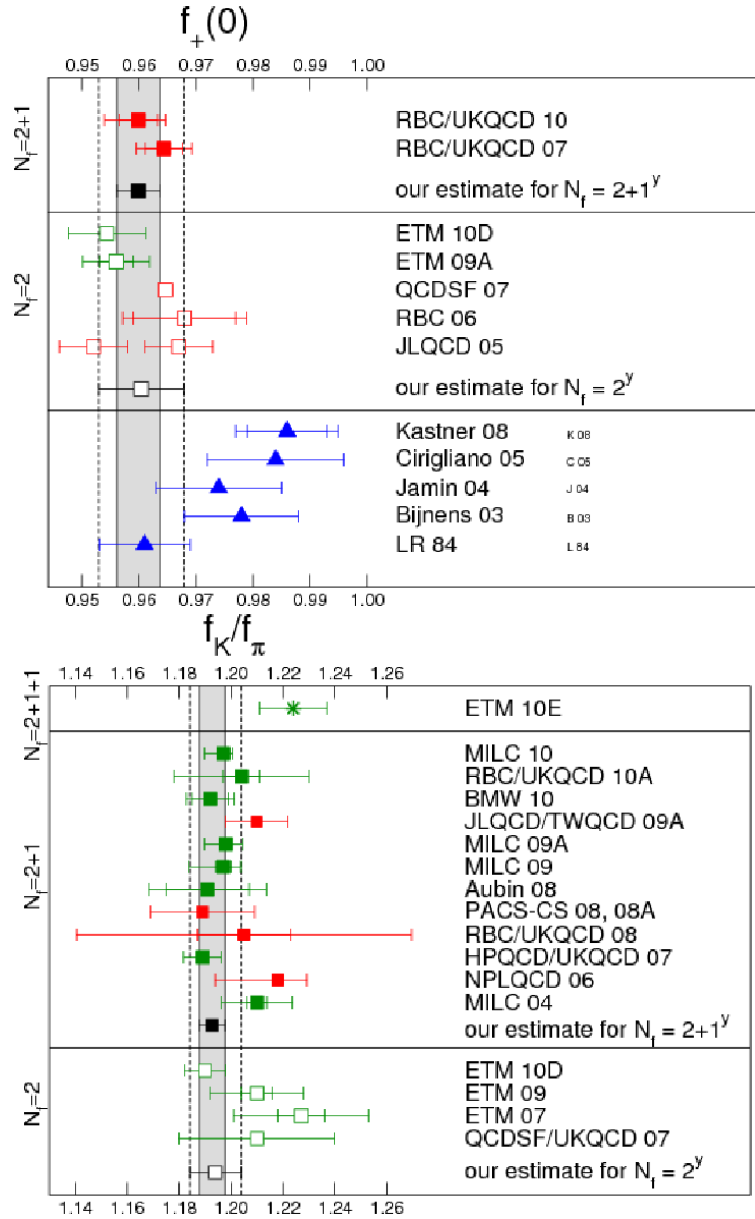 f+(0)
0.95 0.96 0.97 0.98 0.99 1.00
Nf=2+1
RBC/UKQCD 10
RBC/UKQCD 07
our estimate for Nf = 2+1y
Nf=2
ETM 10D
ETM 09A
QCDSF 07
RBC 06
JLQCD 05
our estimate for Nf = 2y
Kastner 08 K 08
Cirigliano 05 C 05
Jamin 04 J 04
Bijnens 03 B 03
LR 84 L 84
0.95 0.96 0.97 0.98 0.99 1.00
fK/fπ
1.14 1.16 1.18 1.20 1.22 1.24 1.26
Nf=2+1+1
ETM 10E
Nf=2+1
MILC 10
RBC/UKQCD 10A
BMW 10
JLQCD/TWQCD 09A
MILC 09A
MILC 09
Aubin 08
PACS-CS 08, 08A
RBC/UKQCD 08
HPQCD/UKQCD 07
NPLQCD 06
MILC 04
our estimate for Nf = 2+1y
Nf=2
ETM 10D
ETM 09
ETM 07
QCDSF/UKQCD 07
our estimate for Nf = 2y
1.14 1.16 1.18 1.20 1.22 1.24 1.26